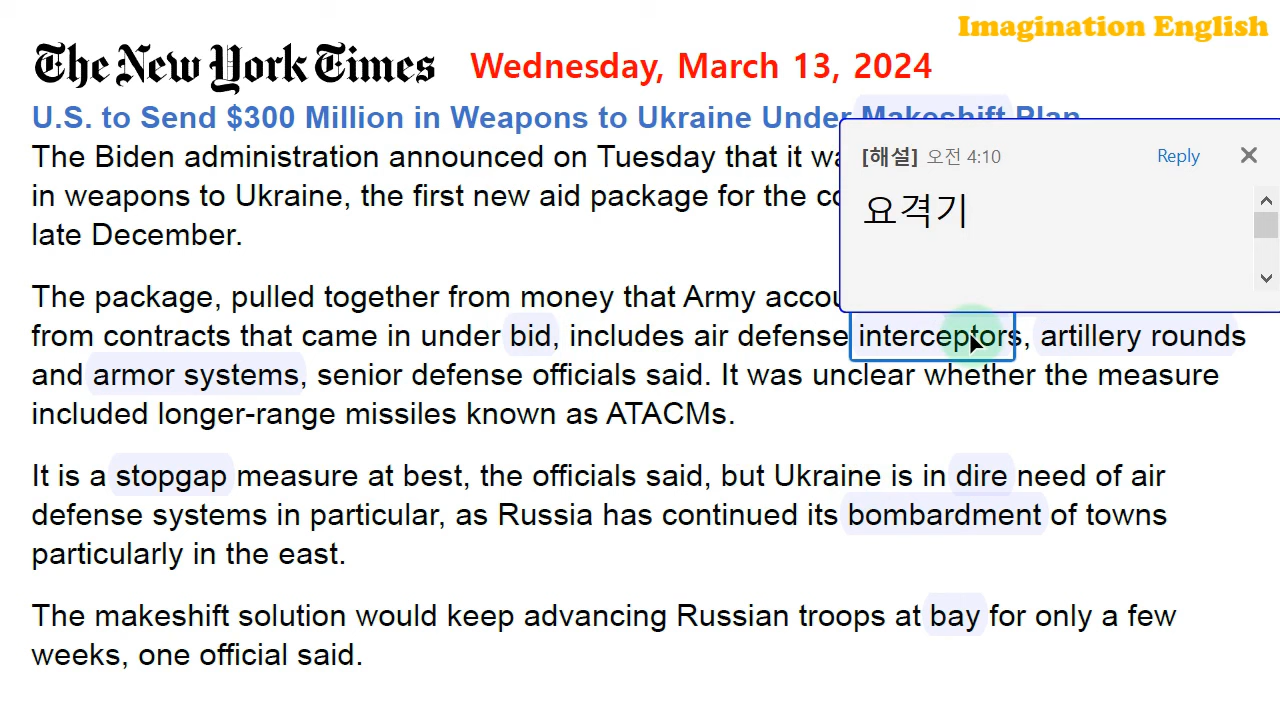 Imagination English
The New York Times Wednesday, March 13, 2024
U.S. to Send $300 Million in Weapons to Ukraine Under Makeshift Plan
The Biden administration announced on Tuesday that it
in weapons to Ukraine, the first new aid package for the
late December.
[해설] 오전 4:10 Reply
요격기
The package, pulled together from money that Army
from contracts that came in under bid, includes air defense interceptors, artillery rounds
and armor systems, senior defense officials said. It was unclear whether the measure
included longer-range missiles known as ATACMs.
It is a stopgap measure at best, the officials said, but Ukraine is in dire need of air
defense systems in particular, as Russia has continued its bombardment of towns
particularly in the east.
The makeshift solution would keep advancing Russian troops at bay for only a few
weeks, one official said.